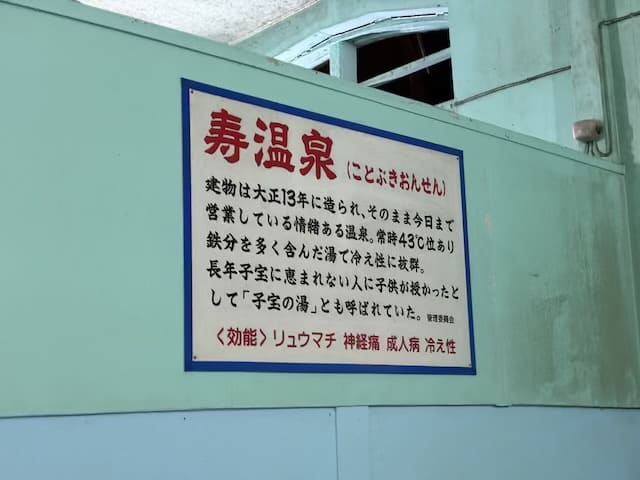 寿温泉(ことぶきおんせん)
建物は大正13年に造られ、そのまま今日まで
営業している情緒ある温泉。常時43℃位あり
鉄分を多く含んだ湯で冷え性に抜群。
長年子宝に恵まれない人に子供が授かったと
して「子宝の湯」とも呼ばれていた。管理委員会
〈効能〉リュウマチ 神経痛 成人病 冷え性